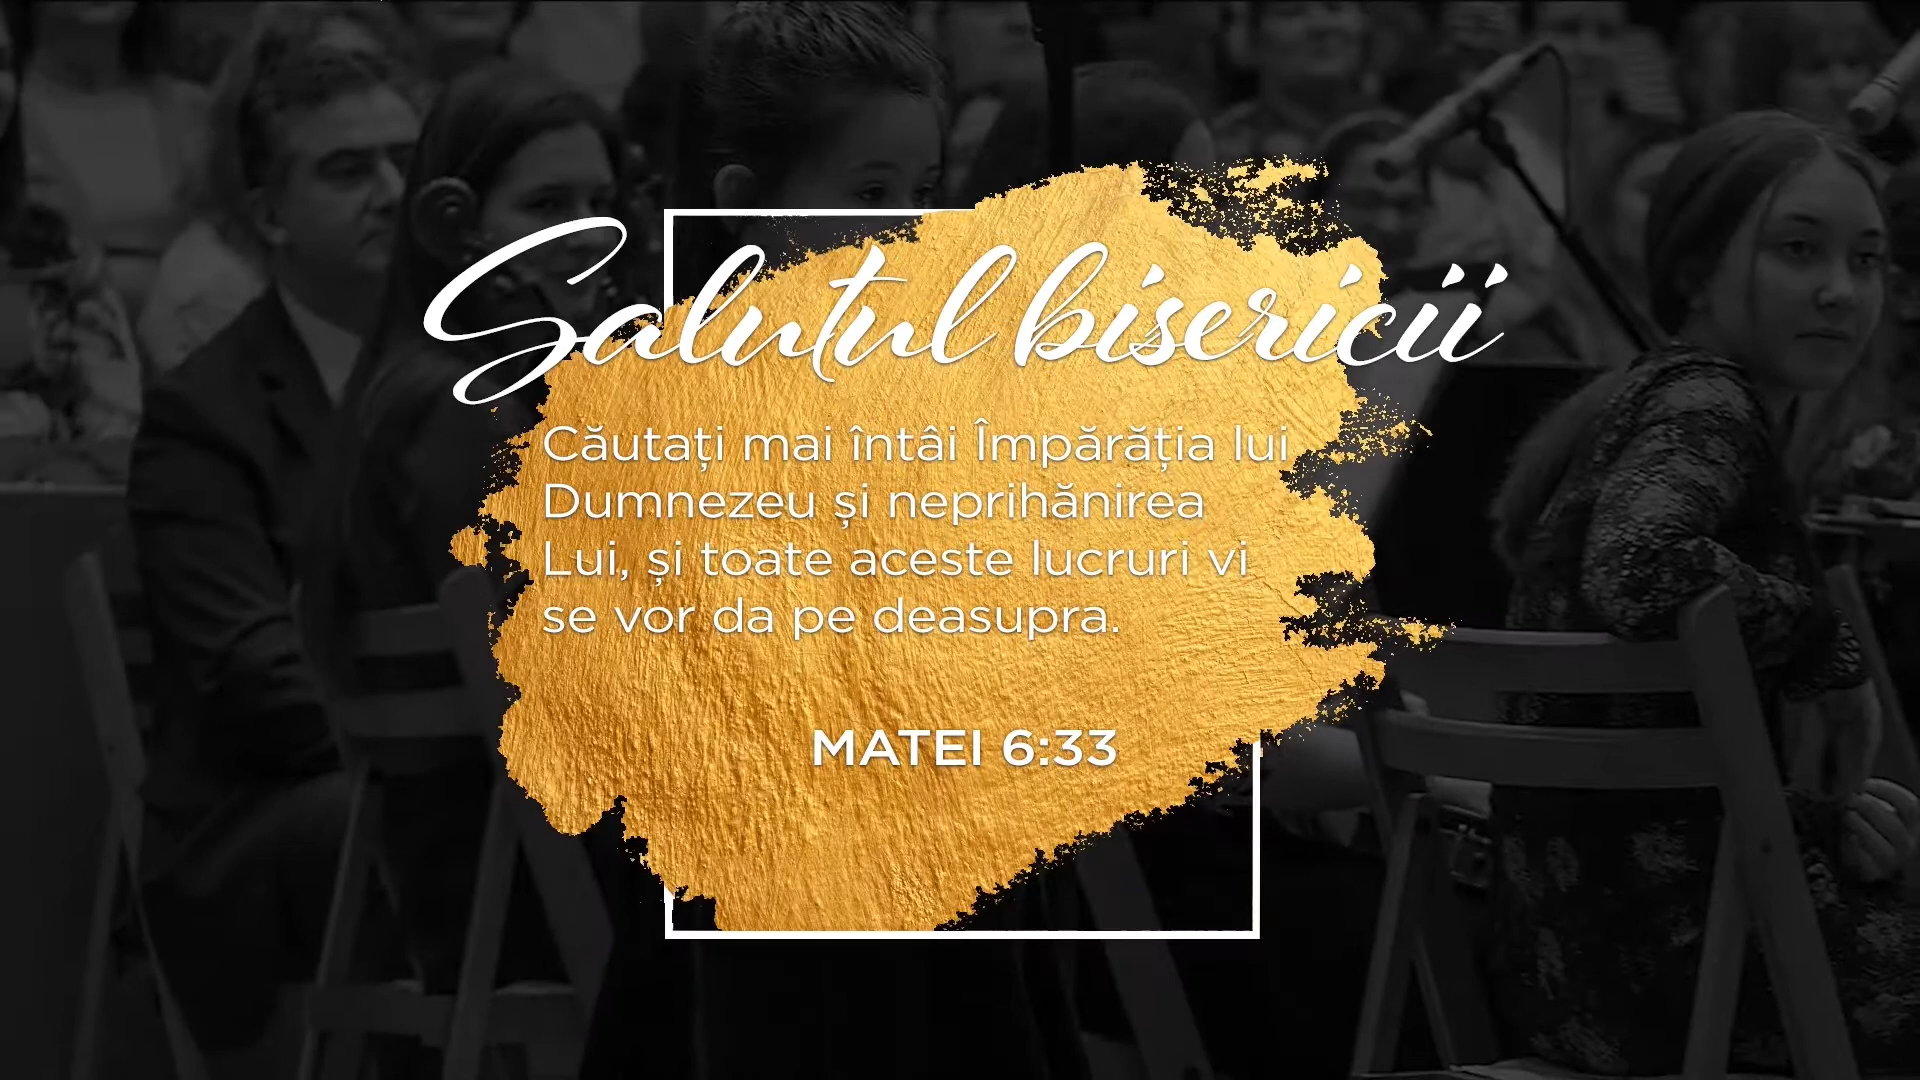 Salutul bisericii
Căutați mai întâi Împărăția lui
Dumnezeu și neprihănirea
Lui, și toate aceste lucruri vi
se vor da pe deasupra.
MATEI 6:33